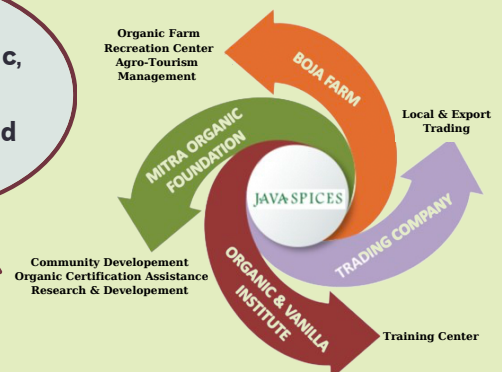 c,
d
Organic Farm
Recreation Center
Agro-Tourism
Management
BOJA FARM
Local & Export
Trading
MITRA ORGANIC
FOUNDATION
JAVA SPICES
TRADING COMPANY
Community Developement
Organic Certification Assistance
Research & Developement
ORGANIC & VANILLA
INSTITUTE
Training Center